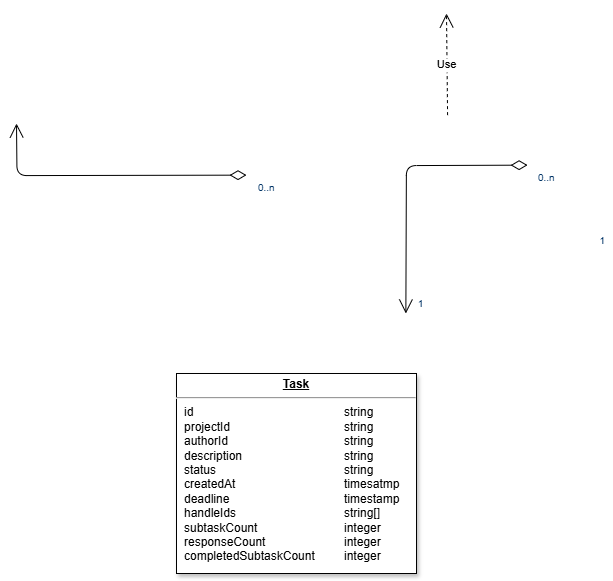 Use
0..n
0..n
1
1
Task
id string
projectId string
authorId string
description string
status string
createdAt timesatmp
deadline timestamp
handleIds string[]
subtaskCount integer
responseCount integer
completedSubtaskCount integer